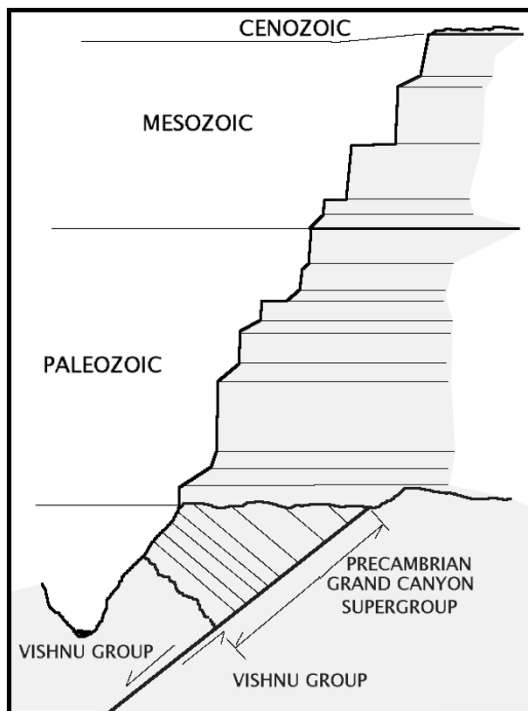 CENOZOIC
MESOZOIC
PALEOZOIC
PRECAMBRIAN
GRAND CANYON
SUPERGROUP
VISHNU GROUP
VISHNU GROUP